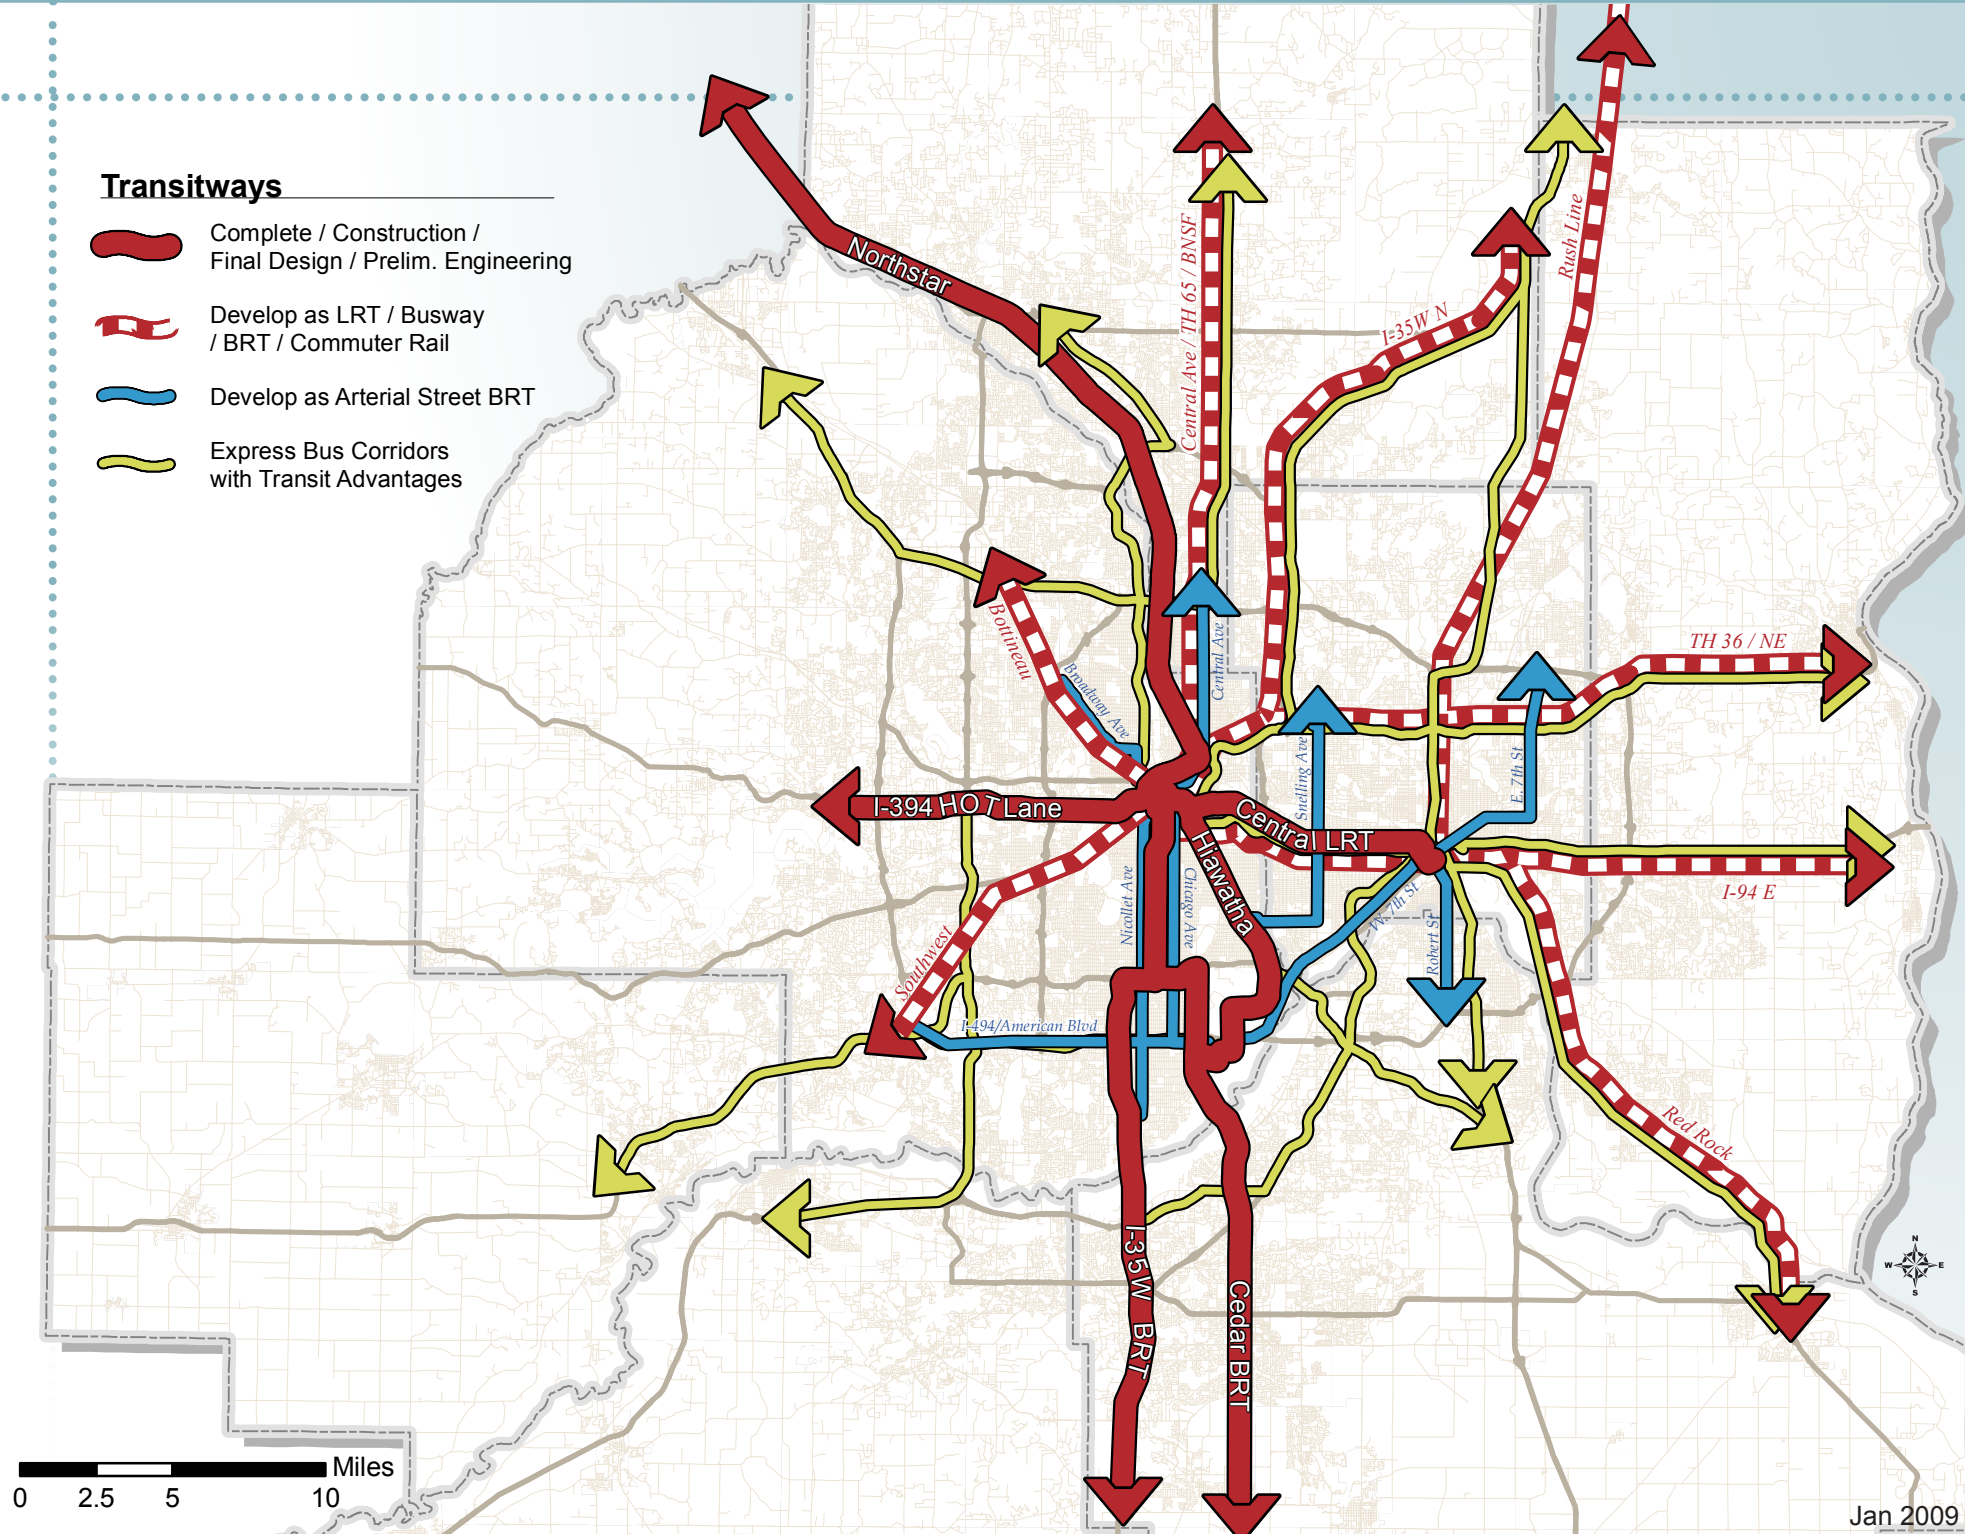 Transitways
Complete / Construction /
Final Design / Prelim. Engineering
Develop as LRT / Busway
/ BRT / Commuter Rail
Develop as Arterial Street BRT
Express Bus Corridors
with Transit Advantages
Northstar
Central Ave / TH 65 / BNSF
I-35W N
Rush Line
Bottineau
Broadway Ave
Central Ave
TH 36 / NE
Snelling Ave
E. 7th St
I-394 HOT Lane
Central LRT
Hiawatha
I-94 E
Nicollet Ave
Chicago Ave
W. 7th St
Robert St
Southwest
I-494/American Blvd
Red Rock
I-35W BRT
Cedar BRT
N
W
E
S
Miles
0 2.5 5 10
Jan 2009